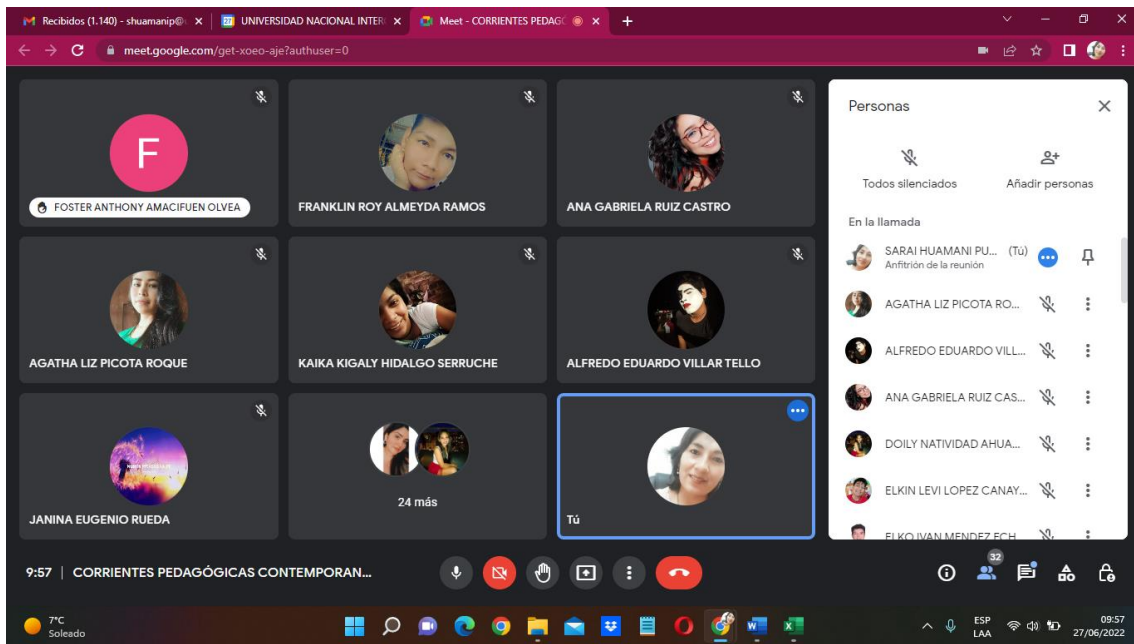 Recibidos (1.140) - shuamanip@
UNIVERSIDAD NACIONAL INTER
Meet - CORRIENTES PEDAG
meet.google.com/get-xoeo-aje?authuser=0
F
FOSTER ANTHONY AMACIFUEN OLVEA
FRANKLIN ROY ALMEYDA RAMOS
ANA GABRIELA RUIZ CASTRO
AGATHA LIZ PICOTA ROQUE
KAIKA KIGALY HIDALGO SERRUCHE
ALFREDO EDUARDO VILLAR TELLO
JANINA EUGENIO RUEDA
24 más
Tú
Personas
Todos silenciados
Añadir personas
En la llamada
SARAI HUAMANI PU... (Tú)
Anfitrión de la reunión
AGATHA LIZ PICOTA RO...
ALFREDO EDUARDO VILL...
ANA GABRIELA RUIZ CAS...
DOILY NATIVIDAD AHUA...
ELKIN LEVI LOPEZ CANAY...
ELKO IVAN MENDEZ ECH
9:57 | CORRIENTES PEDAGÓGICAS CONTEMPORAN...
32
7°C
Soleado
ESP
LAA
09:57
27/06/2022